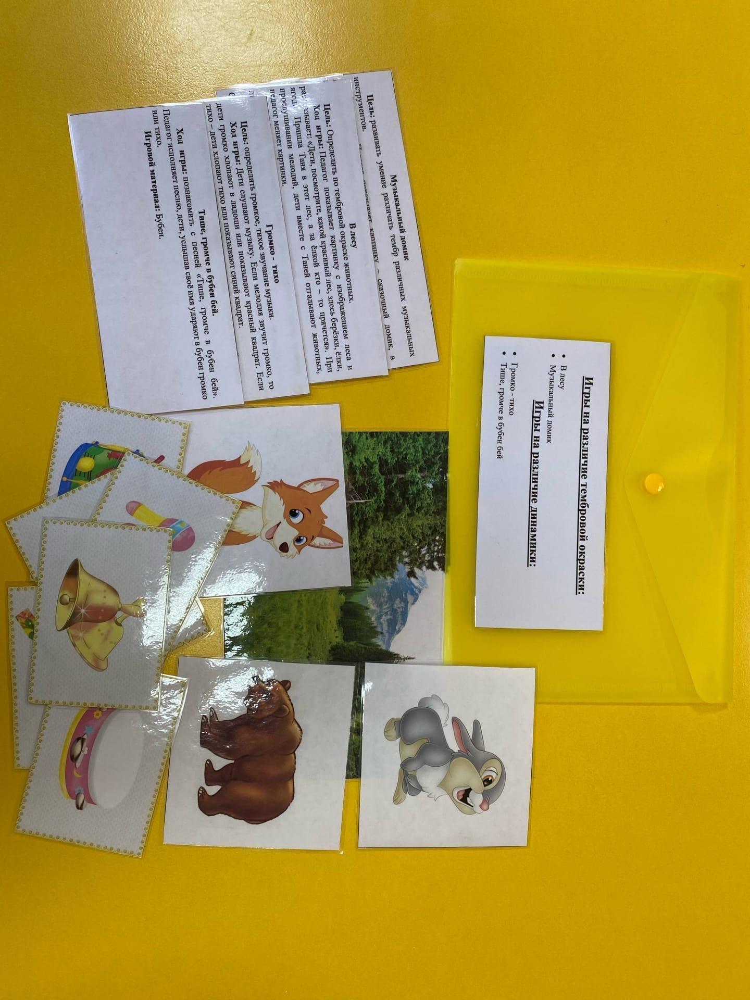 Игры на различие тембровой окраски:
• В лесу
• Музыкальный домик
Игры на различие динамики:
• Громко - тихо
• Тише, громче в бубен бей
Музыкальный домик
Цель: развивать умение различать тембр различных музыкальных
инструментов.
показывает картинку – сказочный домик, в
В лесу
Цель: Определить по тембровой окраске животных.
Ход игры: Педагог показывает картинку с изображением леса и
«Дети, посмотрите, какой красивый лес, здесь берёзки, ёлки,
Пришла Таня в этот лес, а за ёлкой кто – то прячется». При
прослушивании мелодий, дети вместе с Таней отгадывают животных,
педагог меняет картинки.
Громко - тихо
Цель: определить громкое, тихое звучание музыки.
Ход игры: Дети слушают музыку. Если мелодия звучит громко, то
дети громко хлопают в ладоши или показывают красный квадрат. Если
тихо – дети хлопают тихо или показывают синий квадрат.
Тише, громче в бубен бей.
Ход игры: познакомить с песней «Тише, громче в бубен бей».
Педагог исполняет песню, дети, услышав своё имя ударяют в бубен громко
или тихо.
Игровой материал: Бубен.